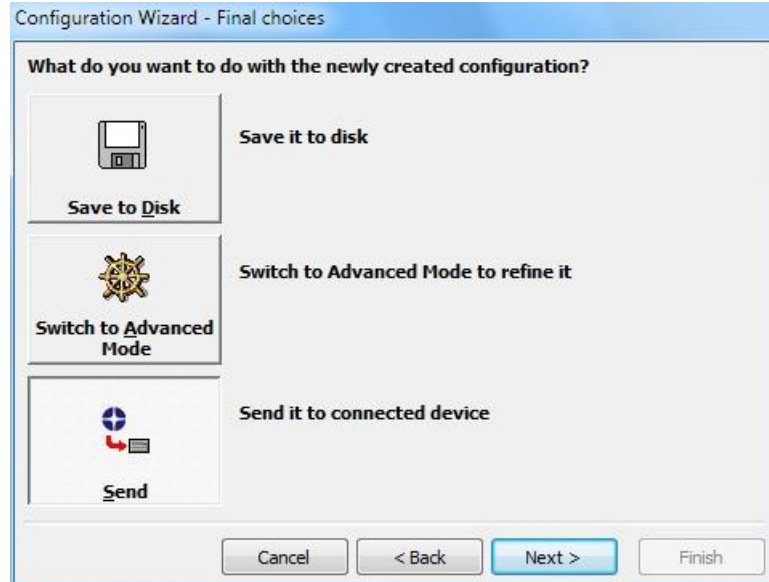 Configuration Wizard - Final choices
What do you want to do with the newly created configuration?
Save it to disk
Save to Disk
Switch to Advanced Mode to refine it
Switch to Advanced
Mode
Send it to connected device
Send
Cancel
< Back
Next >
Finish